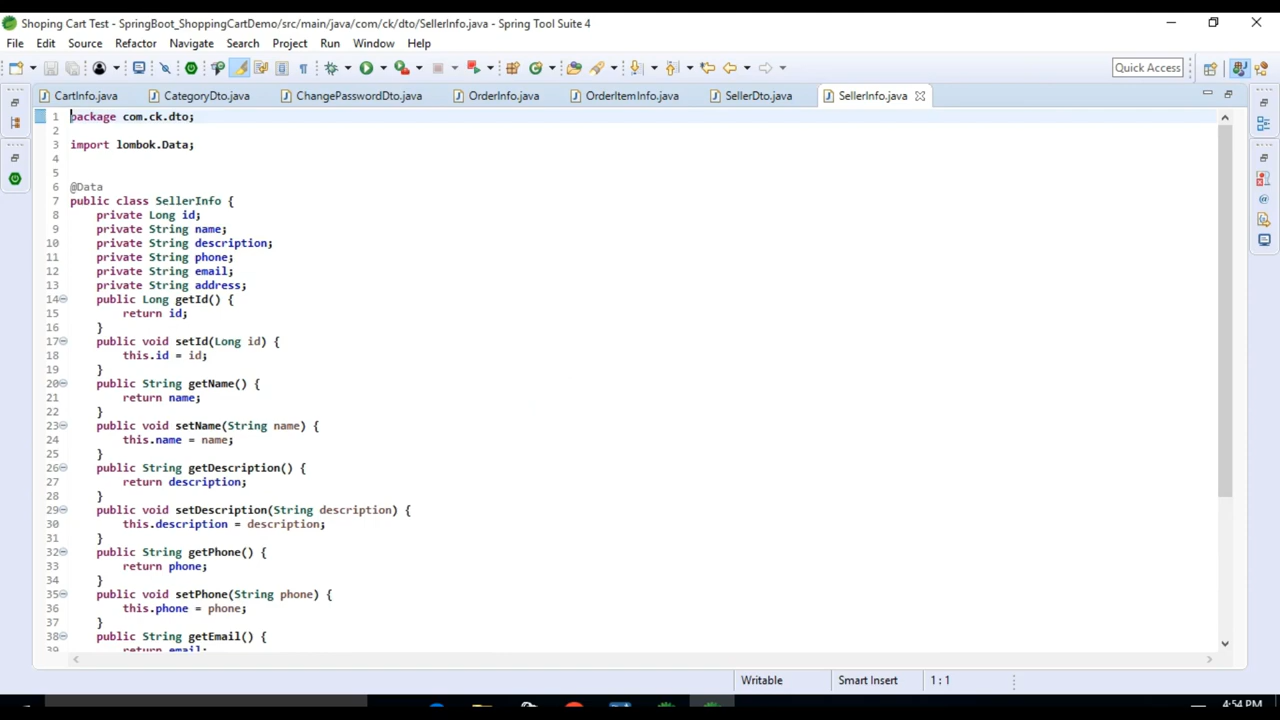 Shoping Cart Test - SpringBoot_ShoppingCartDemo/src/main/java/com/ck/dto/SellerInfo.java - Spring Tool Suite 4
File Edit Source Refactor Navigate Search Project Run Window Help
Quick Access
CartInfo.java CategoryDto.java ChangePasswordDto.java OrderInfo.java OrderItemInfo.java SellerDto.java SellerInfo.java
1 package com.ck.dto;
2
3 import lombok.Data;
4
5
6 @Data
7 public class SellerInfo {
8 private Long id;
9 private String name;
10 private String description;
11 private String phone;
12 private String email;
13 private String address;
14 public Long getId() {
15 return id;
16 }
17 public void setId(Long id) {
18 this.id = id;
19 }
20 public String getName() {
21 return name;
22 }
23 public void setName(String name) {
24 this.name = name;
25 }
26 public String getDescription() {
27 return description;
28 }
29 public void setDescription(String description) {
30 this.description = description;
31 }
32 public String getPhone() {
33 return phone;
34 }
35 public void setPhone(String phone) {
36 this.phone = phone;
37 }
38 public String getEmail() {
39 return email;
Writable Smart Insert 1 : 1
4:54 PM